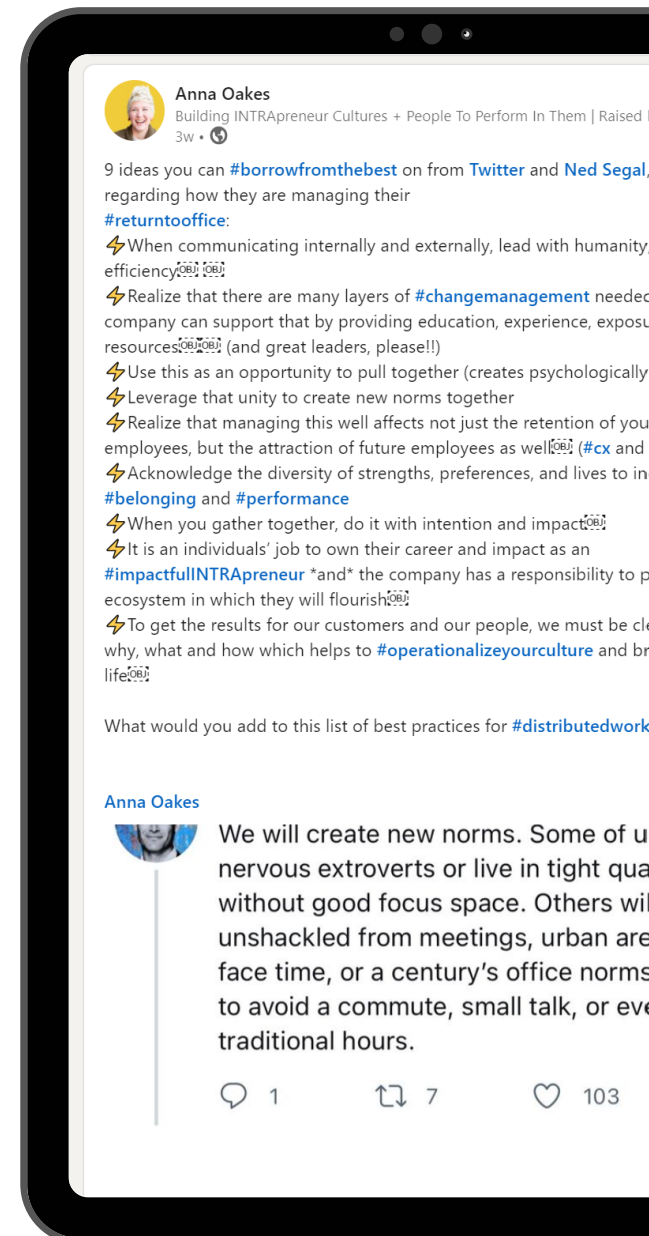 Anna Oakes
Building INTRApreneur Cultures + People To Perform In Them | Raised
3w •
9 ideas you can #borrowfromthebest on from Twitter and Ned Segal,
regarding how they are managing their
#returntooffice:
⚡When communicating internally and externally, lead with humanity,
efficiency￼ ￼
⚡Realize that there are many layers of #changemanagement needed
company can support that by providing education, experience, exposu
resources￼￼ (and great leaders, please!!)
⚡Use this as an opportunity to pull together (creates psychologically
⚡Leverage that unity to create new norms together
⚡Realize that managing this well affects not just the retention of you
employees, but the attraction of future employees as well￼ (#cx and
⚡Acknowledge the diversity of strengths, preferences, and lives to in
#belonging and #performance
⚡When you gather together, do it with intention and impact￼
⚡It is an individuals’ job to own their career and impact as an
#impactfulINTRApreneur *and* the company has a responsibility to p
ecosystem in which they will flourish￼
⚡To get the results for our customers and our people, we must be cle
why, what and how which helps to #operationalizeyourculture and br
life￼
What would you add to this list of best practices for #distributedwork
Anna Oakes
We will create new norms. Some of u
nervous extroverts or live in tight qua
without good focus space. Others wil
unshackled from meetings, urban are
face time, or a century’s office norms
to avoid a commute, small talk, or eve
traditional hours.
1 7 103